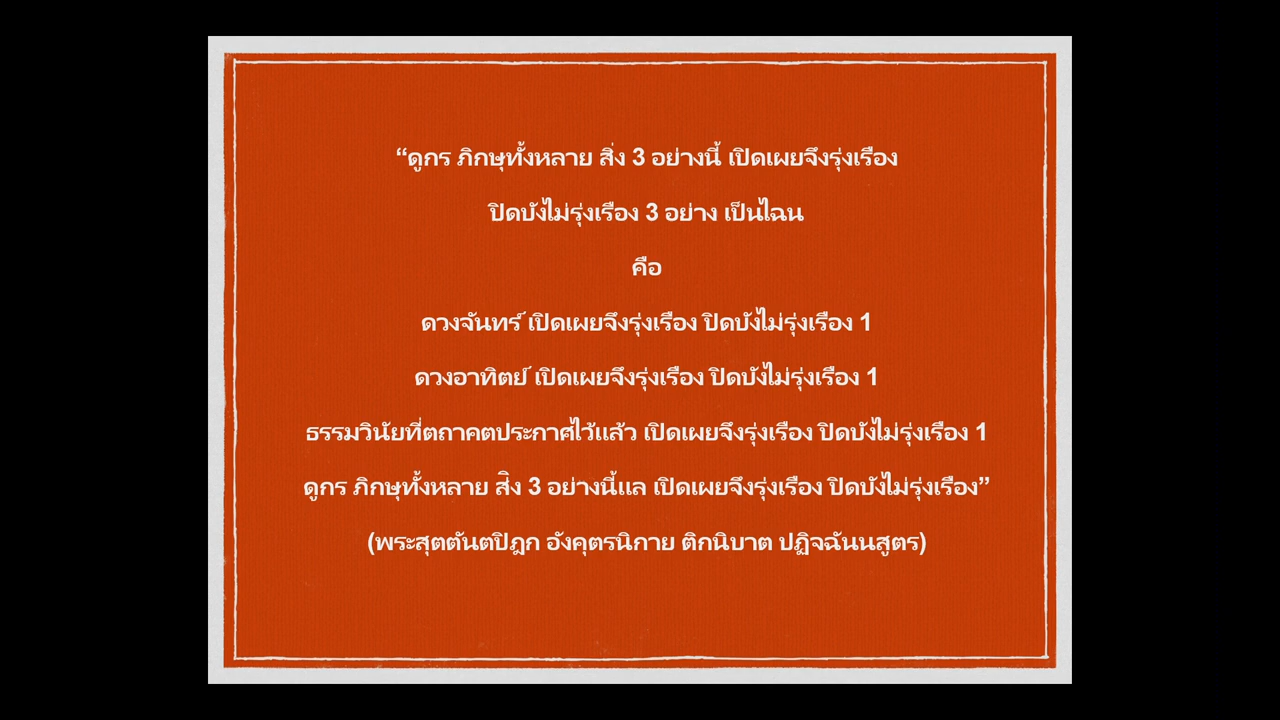 “ดูกร ภิกษุทั้งหลาย สิ่ง 3 อย่างนี้ เปิดเผยจึงรุ่งเรือง
ปิดบังไม่รุ่งเรือง 3 อย่าง เป็นไฉน
คือ
ดวงจันทร์ เปิดเผยจึงรุ่งเรือง ปิดบังไม่รุ่งเรือง 1
ดวงอาทิตย์ เปิดเผยจึงรุ่งเรือง ปิดบังไม่รุ่งเรือง 1
ธรรมวินัยที่ตถาคตประกาศไว้แล้ว เปิดเผยจึงรุ่งเรือง ปิดบังไม่รุ่งเรือง 1
ดูกร ภิกษุทั้งหลาย สิ่ง 3 อย่างนี้แล เปิดเผยจึงรุ่งเรือง ปิดบังไม่รุ่งเรือง”
(พระสุตตันตปิฎก อังคุตรนิกาย ติกนิบาต ปฏิจฉันนสูตร)